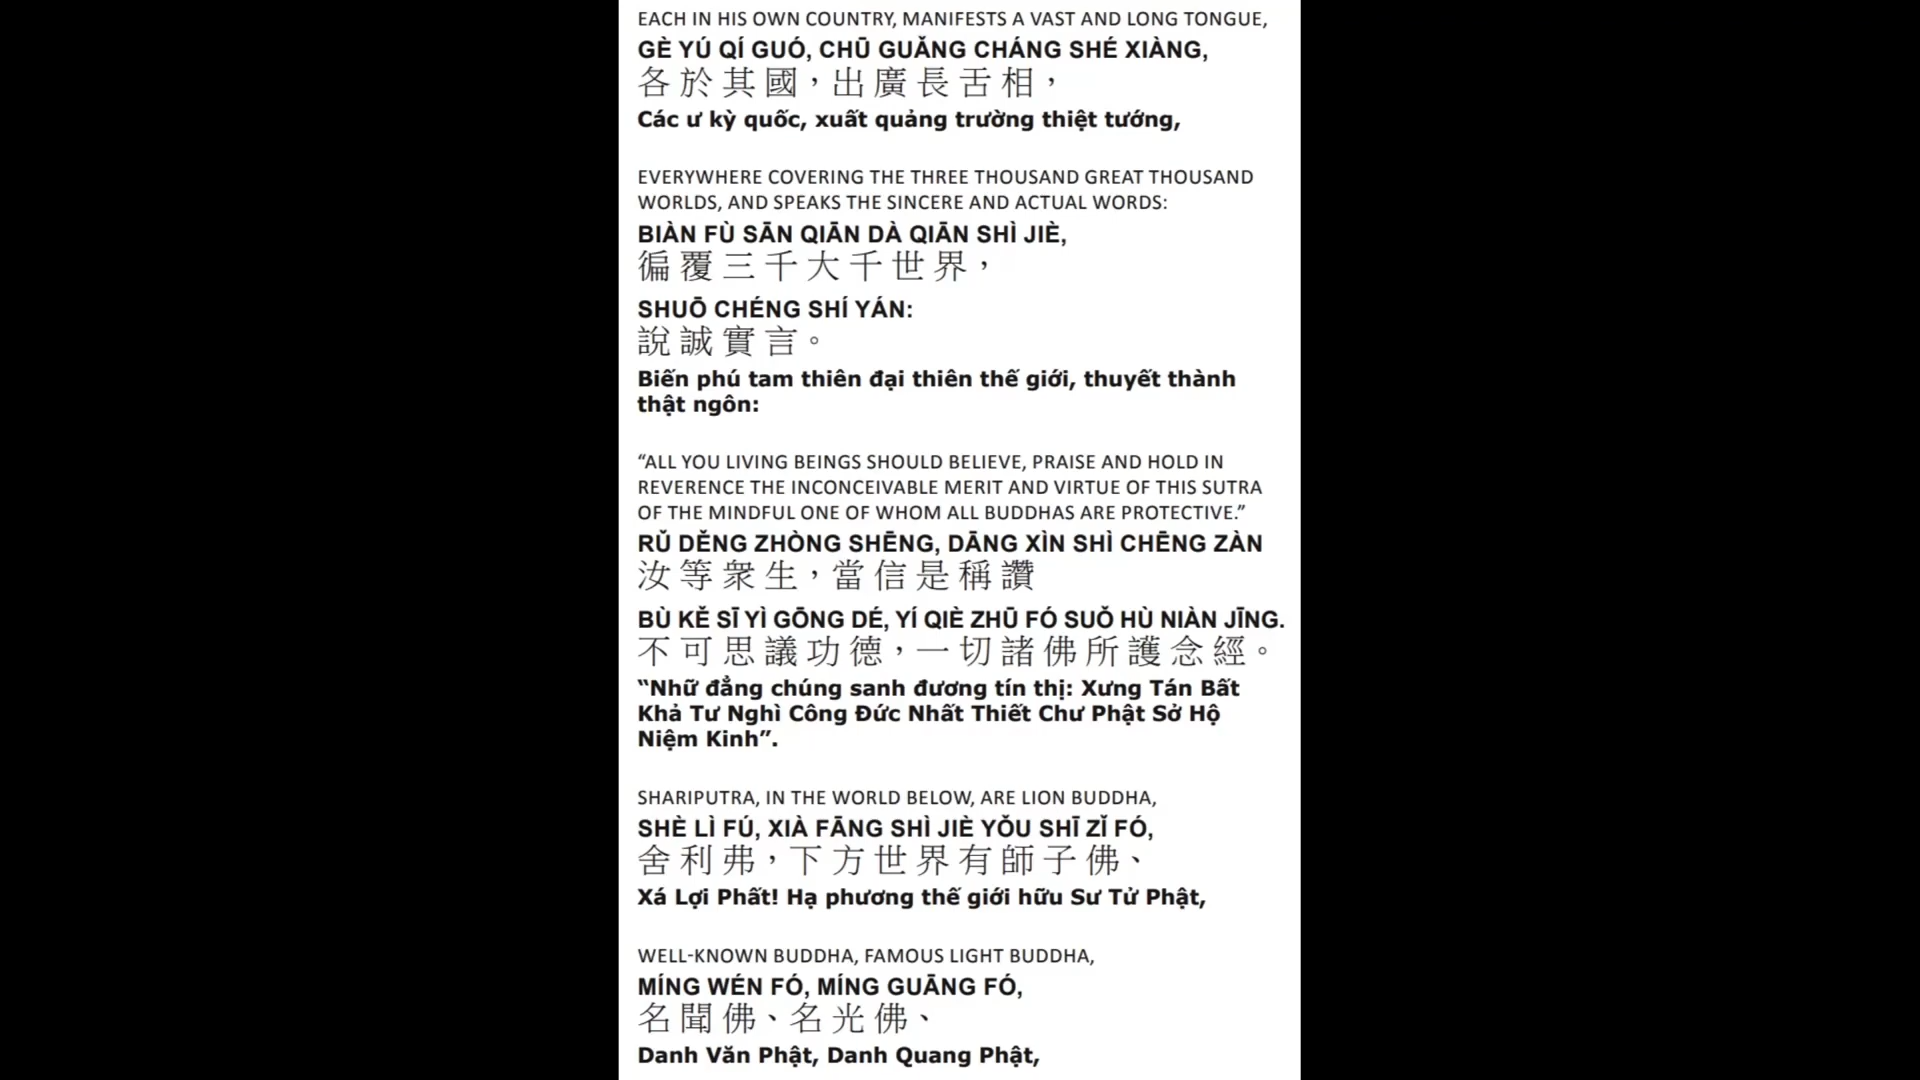 EACH IN HIS OWN COUNTRY, MANIFESTS A VAST AND LONG TONGUE,
GÈ YÚ QÍ GUÓ, CHŪ GUǍNG CHÁNG SHÉ XIÀNG,
各於其國，出廣長舌相，
Các ư kỳ quốc, xuất quảng trường thiệt tướng,
EVERYWHERE COVERING THE THREE THOUSAND GREAT THOUSAND
WORLDS, AND SPEAKS THE SINCERE AND ACTUAL WORDS:
BIÀN FÙ SĀN QIĀN DÀ QIĀN SHÌ JIÈ,
徧覆三千大千世界，
SHUŌ CHÉNG SHÍ YÁN:
說誠實言。
Biến phú tam thiên đại thiên thế giới, thuyết thành
thật ngôn:
“ALL YOU LIVING BEINGS SHOULD BELIEVE, PRAISE AND HOLD IN
REVERENCE THE INCONCEIVABLE MERIT AND VIRTUE OF THIS SUTRA
OF THE MINDFUL ONE OF WHOM ALL BUDDHAS ARE PROTECTIVE.”
RǓ DĚNG ZHÒNG SHĒNG, DĀNG XÌN SHÌ CHĒNG ZÀN
汝等衆生，當信是稱讚
BÙ KĚ SĪ YÌ GŌNG DÉ, YÍ QIÈ ZHŪ FÓ SUǑ HÙ NIÀN JĪNG.
不可思議功德，一切諸佛所護念經。
“Nhữ đẳng chúng sanh đương tín thị: Xưng Tán Bất
Khả Tư Nghì Công Đức Nhất Thiết Chư Phật Sở Hộ
Niệm Kinh”.
SHARIPUTRA, IN THE WORLD BELOW, ARE LION BUDDHA,
SHÈ LÌ FÚ, XIÀ FĀNG SHÌ JIÈ YǑU SHĪ ZǏ FÓ,
舍利弗，下方世界有師子佛、
Xá Lợi Phất! Hạ phương thế giới hữu Sư Tử Phật,
WELL-KNOWN BUDDHA, FAMOUS LIGHT BUDDHA,
MÍNG WÉN FÓ, MÍNG GUĀNG FÓ,
名聞佛、名光佛、
Danh Văn Phật, Danh Quang Phật,